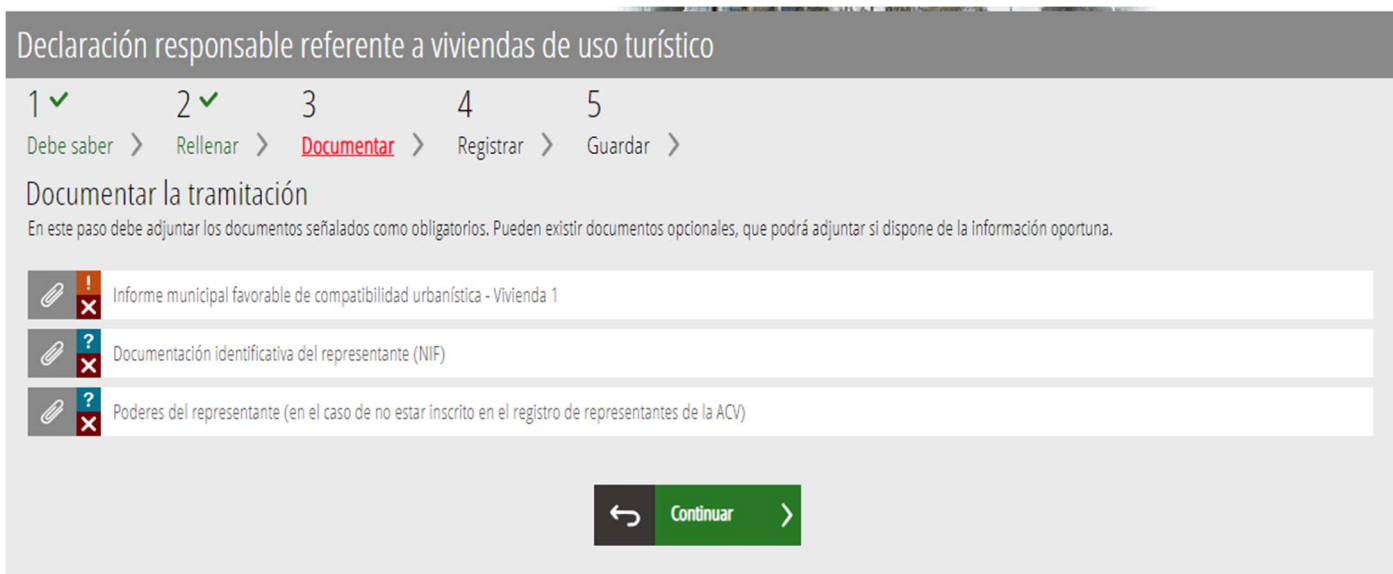 Declaración responsable referente a viviendas de uso turístico
1 2 3 4 5
Debe saber Rellenar Documentar Registrar Guardar
Documentar la tramitación
En este paso debe adjuntar los documentos señalados como obligatorios. Pueden existir documentos opcionales, que podrá adjuntar si dispone de la información oportuna.
! Informe municipal favorable de compatibilidad urbanística - Vivienda 1
? Documentación identificativa del representante (NIF)
? Poderes del representante (en el caso de no estar inscrito en el registro de representantes de la ACV)
Continuar